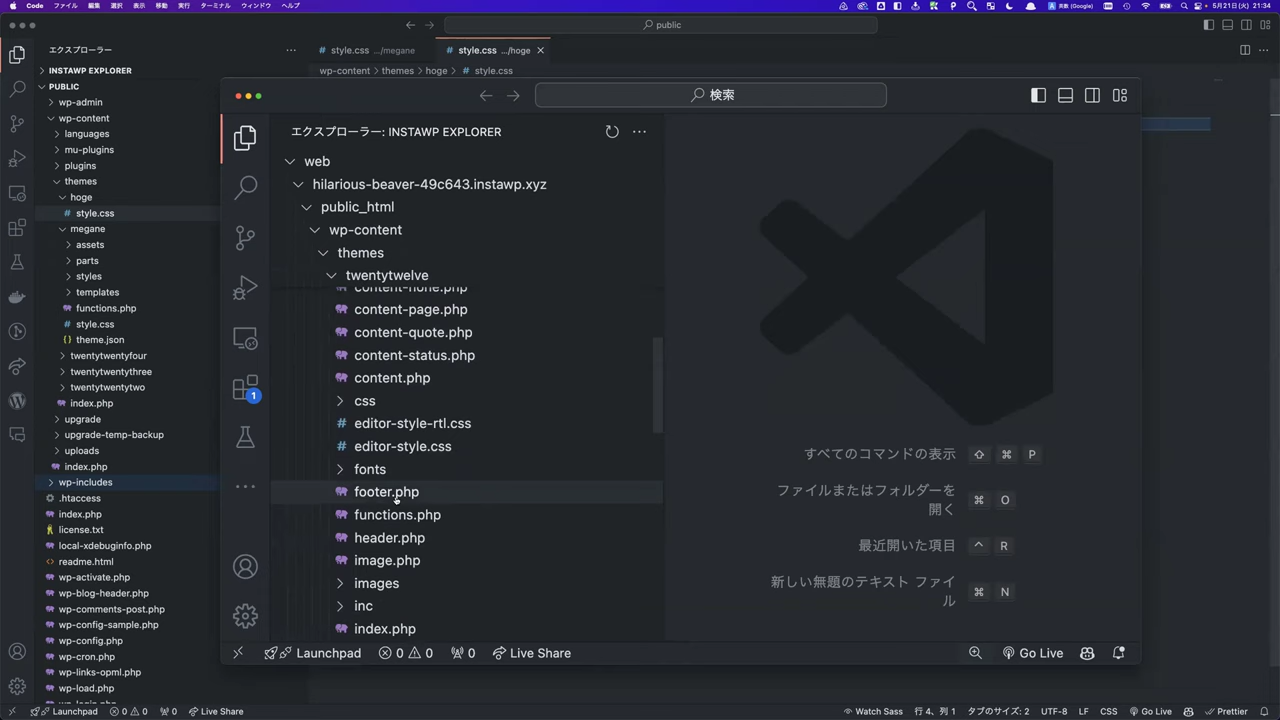 Code ファイル 編集 選択 表示 移動 実行 ターミナル ウィンドウ ヘルプ
英数 (Google)
5月21日(火) 21:34
public
エクスプローラー
style.css .../megane
style.css .../hoge
INSTAWP EXPLORER
wp-content > themes > hoge > # style.css
PUBLIC
wp-admin
wp-content
languages
mu-plugins
plugins
themes
hoge
# style.css
megane
assets
parts
styles
templates
functions.php
# style.css
{} theme.json
twentytwentyfour
twentytwentythree
twentytwentytwo
index.php
upgrade
upgrade-temp-backup
uploads
index.php
wp-includes
.htaccess
index.php
license.txt
local-xdebuginfo.php
readme.html
wp-activate.php
wp-blog-header.php
wp-comments-post.php
wp-config-sample.php
wp-config.php
wp-cron.php
wp-links-opml.php
wp-load.php
検索
エクスプローラー: INSTAWP EXPLORER
web
hilarious-beaver-49c643.instawp.xyz
public_html
wp-content
themes
twentytwelve
content-none.php
content-page.php
content-quote.php
content-status.php
content.php
css
# editor-style-rtl.css
# editor-style.css
fonts
footer.php
functions.php
header.php
image.php
images
inc
index.php
1
すべてのコマンドの表示 ⇧ ⌘ P
ファイルまたはフォルダーを
開く ⌘ O
最近開いた項目 ^ R
新しい無題のテキスト ファイ
ル ⌘ N
Launchpad 0 0 0 Live Share
Go Live
Launchpad 0 0 0 Live Share
Watch Sass 行 4、列 1 タブのサイズ: 2 UTF-8 LF CSS Go Live Prettier